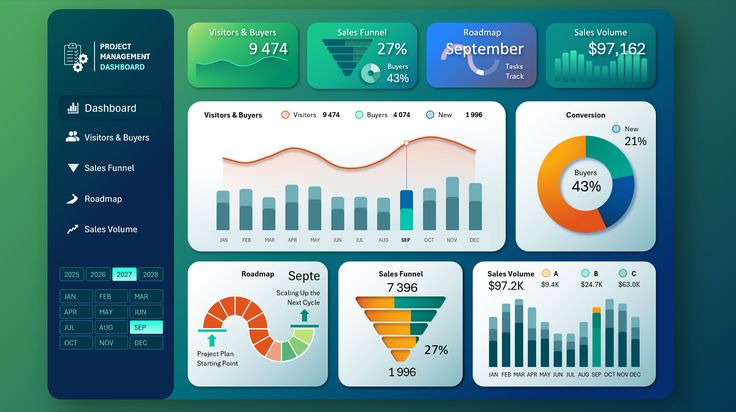 PROJECT
MANAGEMENT
DASHBOARD
Dashboard
Visitors & Buyers
Sales Funnel
Roadmap
Sales Volume
2025 2026 2027 2028
JAN FEB MAR
APR MAY JUN
JUL AUG SEP
OCT NOV DEC
Visitors & Buyers
9 474
Sales Funnel
27%
Buyers
43%
Roadmap
September
Tasks
Track
Sales Volume
$97,162
Visitors & Buyers Visitors 9 474 Buyers 4 074 New 1 996
JAN FEB MAR APR MAY JUN JUL AUG SEP OCT NOV DEC
Conversion
New
21%
Buyers
43%
Roadmap Septe
Scaling Up the
Next Cycle
Project Plan
Starting Point
Sales Funnel
7 396
27%
1 996
Sales Volume A B C
$97.2K $9.4K $24.7K $63.0K
JAN FEB MAR APR MAY JUN JUL AUG SEP OCT NOV DEC